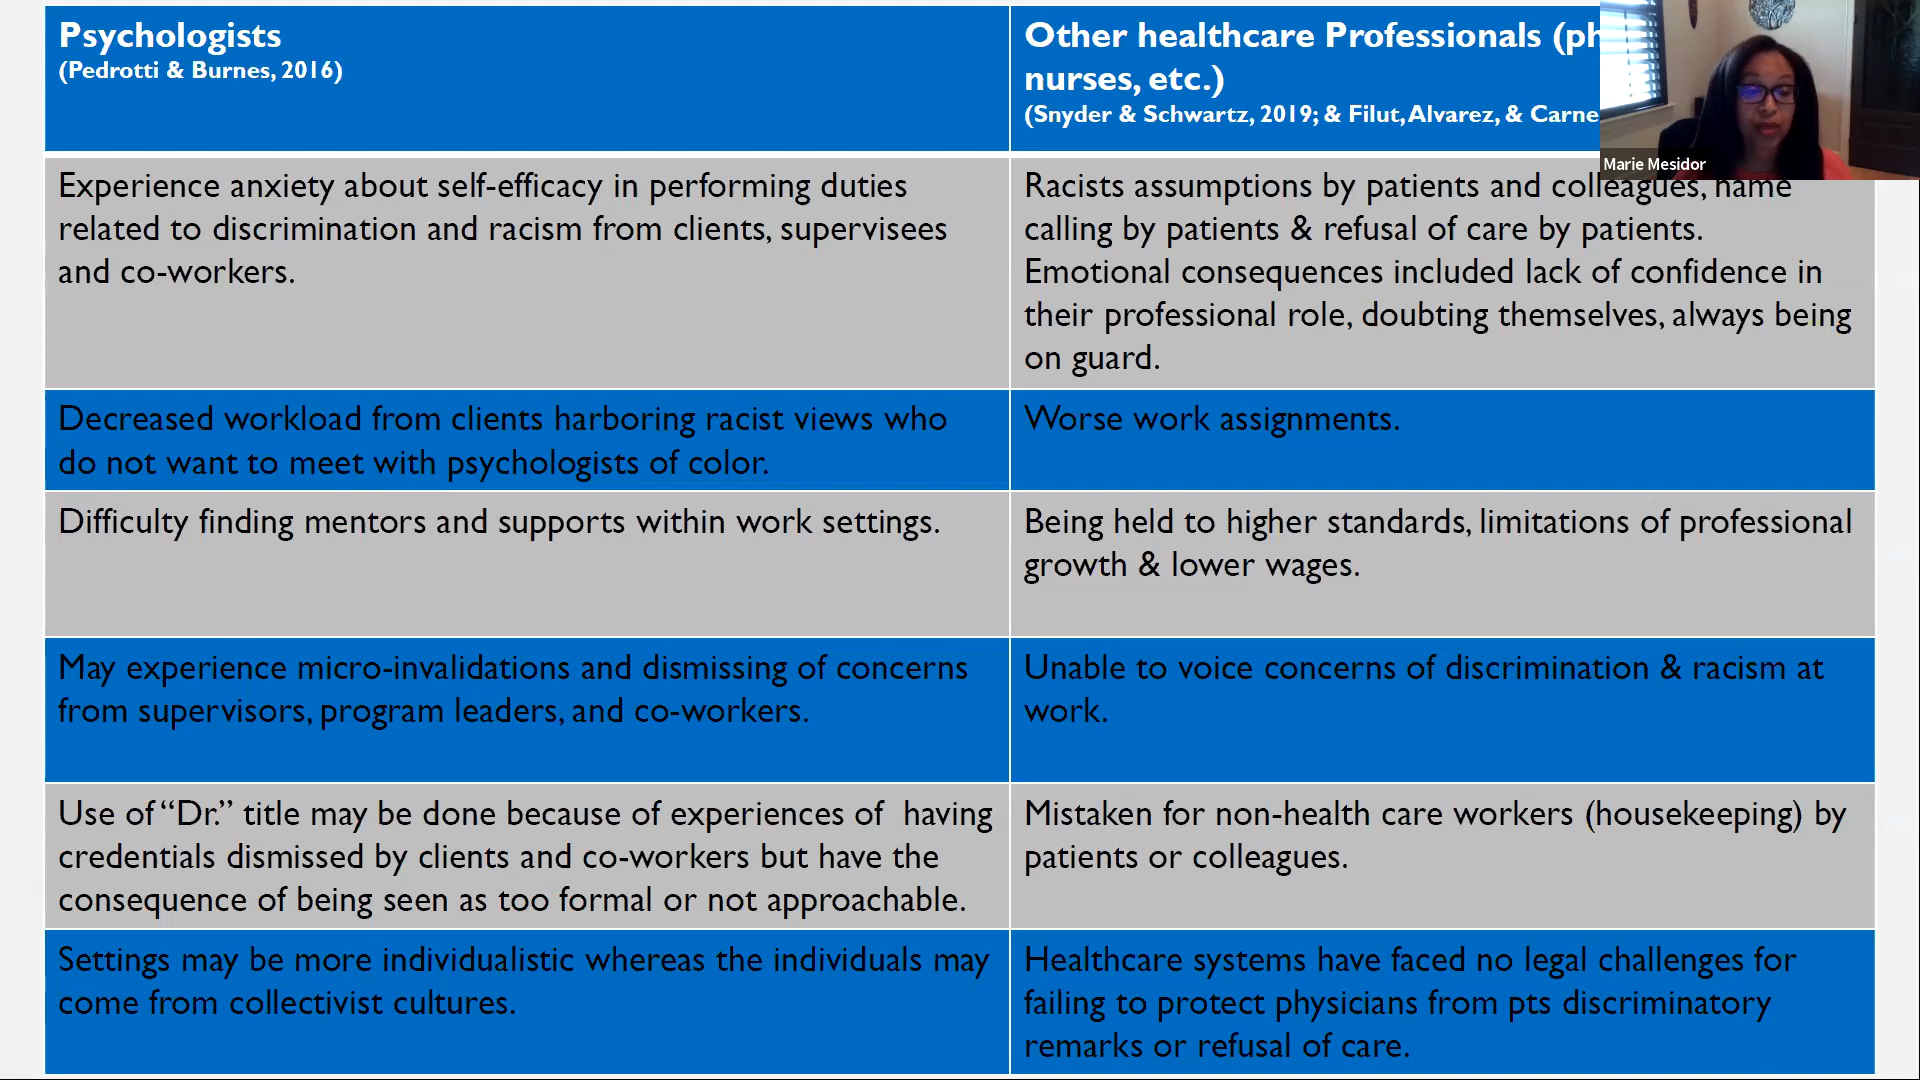 Psychologists
(Pedrotti & Burnes, 2016)
Other healthcare Professionals
nurses, etc.)
(Snyder & Schwartz, 2019; & Filut, Alvarez, &
Marie Mesidor
Experience anxiety about self-efficacy in performing duties
related to discrimination and racism from clients, supervisees
and co-workers.
Racists assumptions by patients and colleagues, name
calling by patients & refusal of care by patients.
Emotional consequences included lack of confidence in
their professional role, doubting themselves, always being
on guard.
Decreased workload from clients harboring racist views who
do not want to meet with psychologists of color.
Worse work assignments.
Difficulty finding mentors and supports within work settings.
Being held to higher standards, limitations of professional
growth & lower wages.
May experience micro-invalidations and dismissing of concerns
from supervisors, program leaders, and co-workers.
Unable to voice concerns of discrimination & racism at
work.
Use of “Dr.” title may be done because of experiences of  having
credentials dismissed by clients and co-workers but have the
consequence of being seen as too formal or not approachable.
Mistaken for non-health care workers (housekeeping) by
patients or colleagues.
Settings may be more individualistic whereas the individuals may
come from collectivist cultures.
Healthcare systems have faced no legal challenges for
failing to protect physicians from pts discriminatory
remarks or refusal of care.